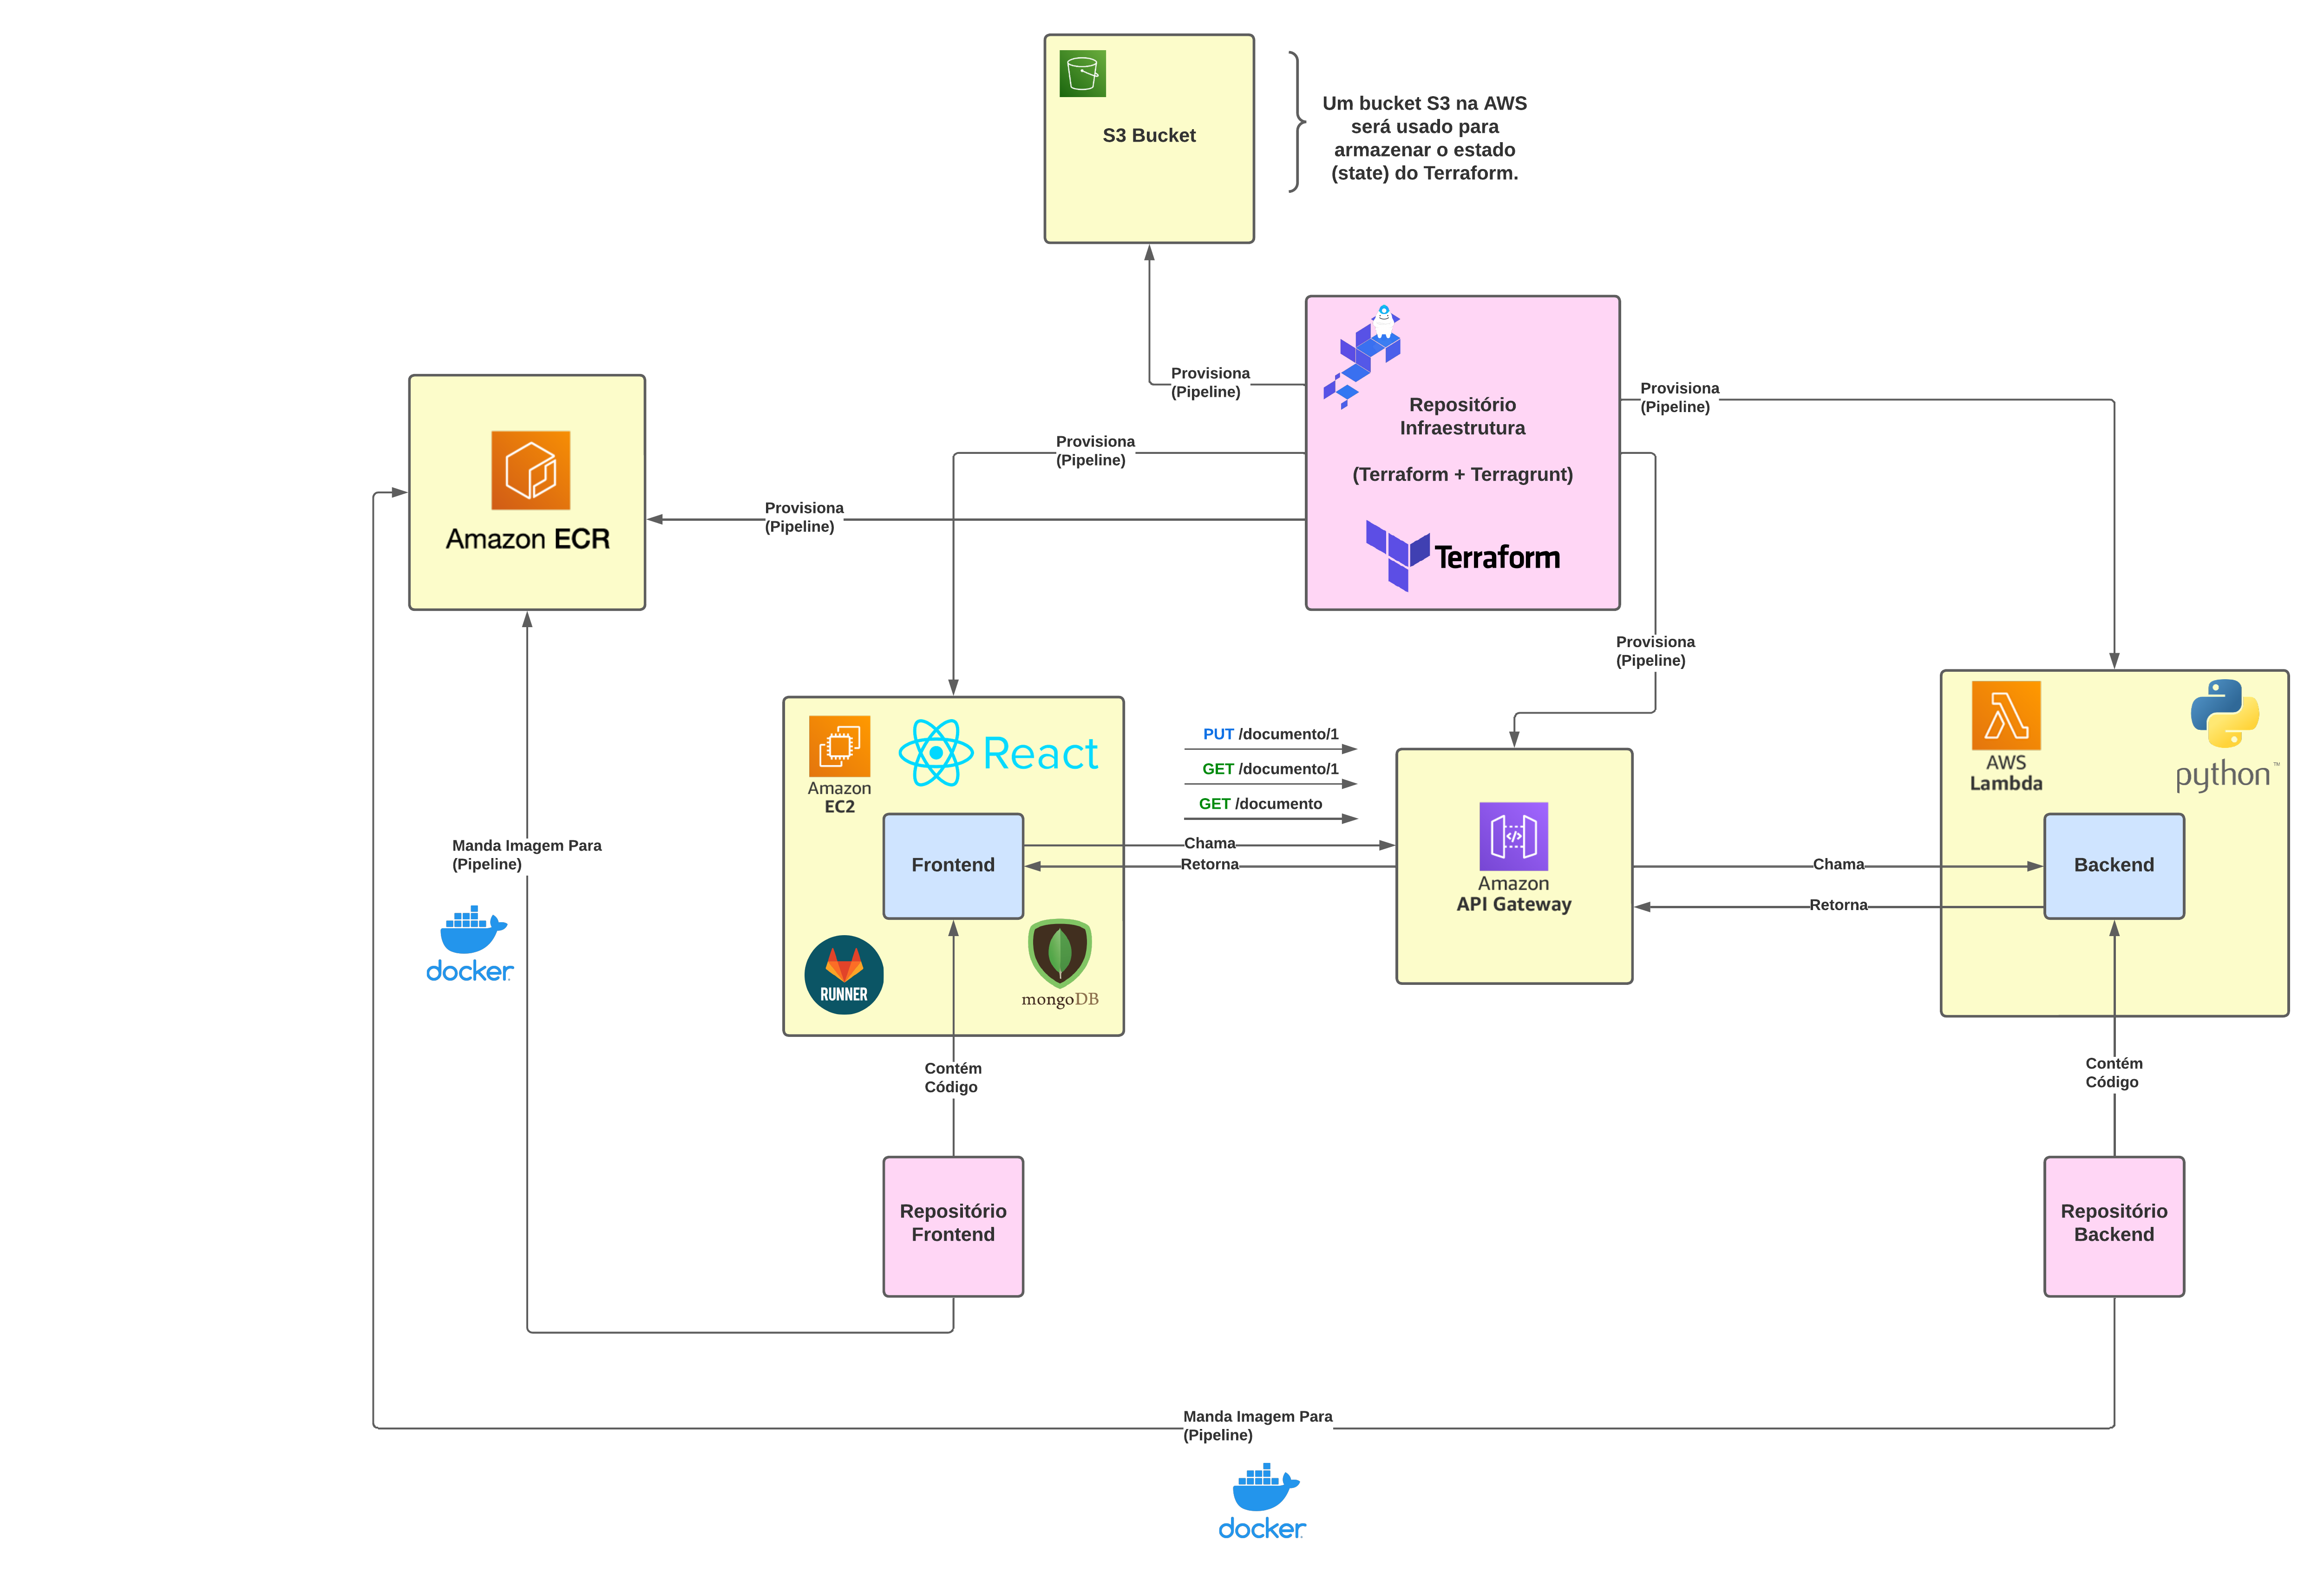 S3 Bucket
Um bucket S3 na AWS
será usado para
armazenar o estado
(state) do Terraform.
Provisiona
(Pipeline)
Repositório
Infraestrutura
(Terraform + Terragrunt)
Terraform
Provisiona
(Pipeline)
Provisiona
(Pipeline)
Provisiona
(Pipeline)
Amazon ECR
Provisiona
(Pipeline)
Amazon
EC2
React
Frontend
RUNNER
mongoDB
PUT /documento/1
GET /documento/1
GET /documento
Chama
Retorna
Amazon
API Gateway
Chama
Retorna
AWS
Lambda
python™
Backend
Manda Imagem Para
(Pipeline)
docker
Contém
Código
Contém
Código
Repositório
Frontend
Repositório
Backend
Manda Imagem Para
(Pipeline)
docker